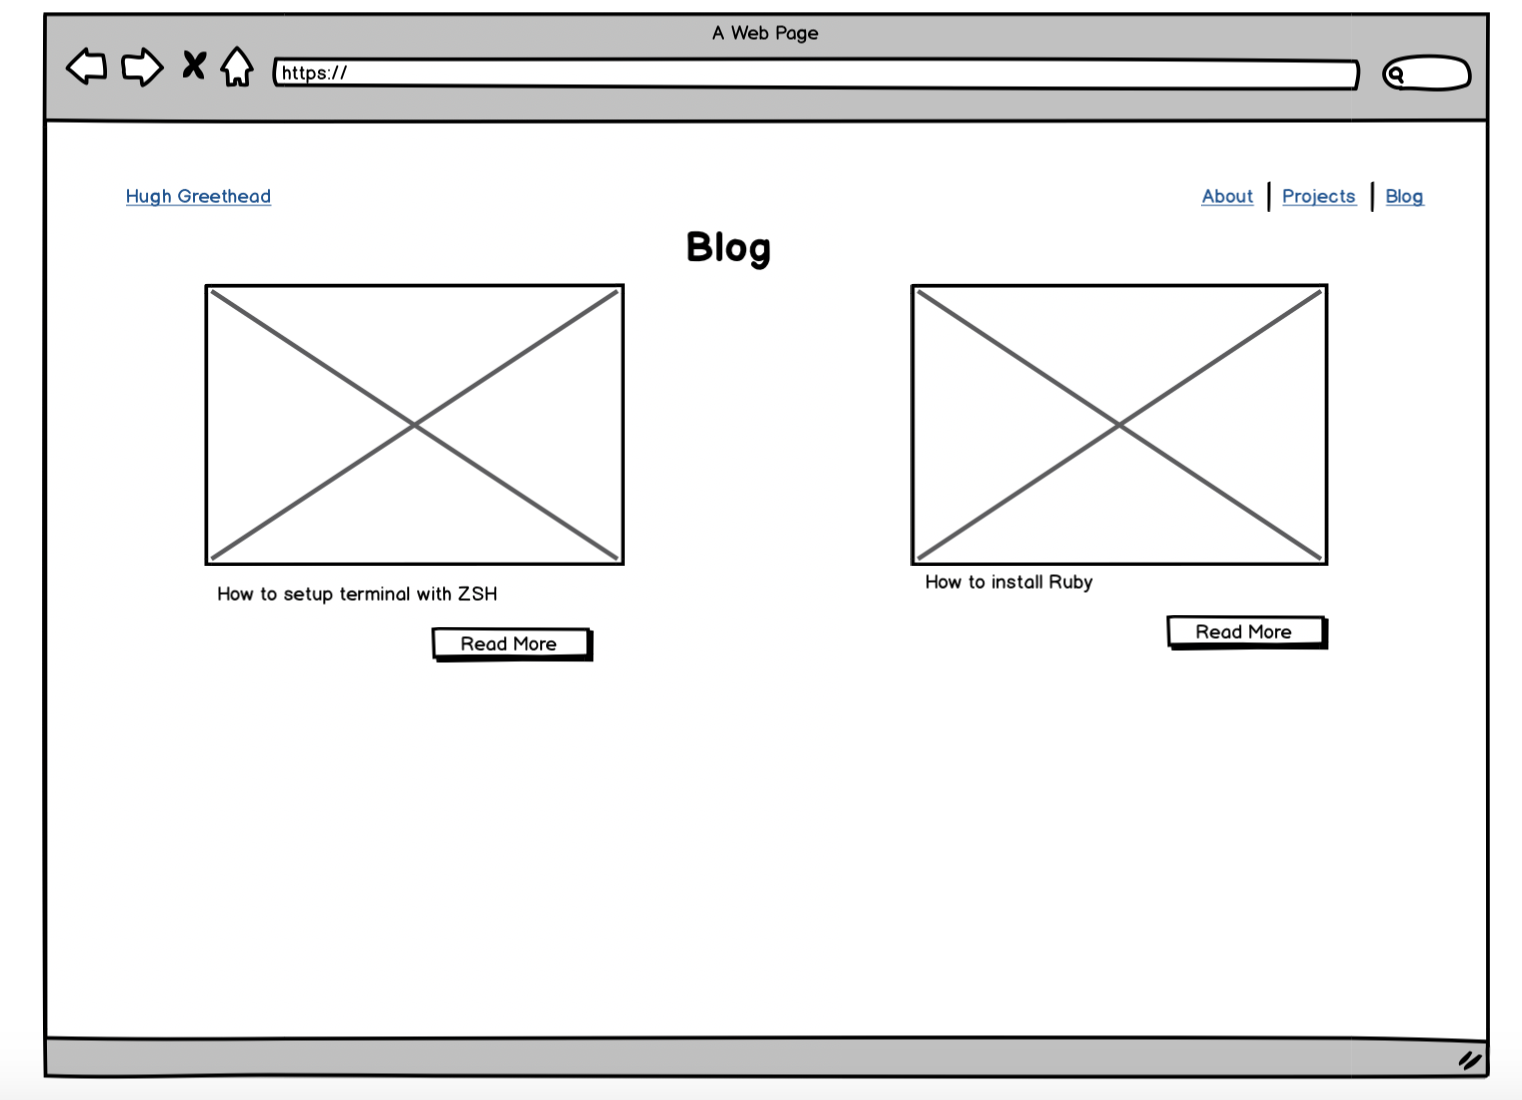 A Web Page
https://
Hugh Greethead
About | Projects | Blog
Blog
How to setup terminal with ZSH
Read More
How to install Ruby
Read More